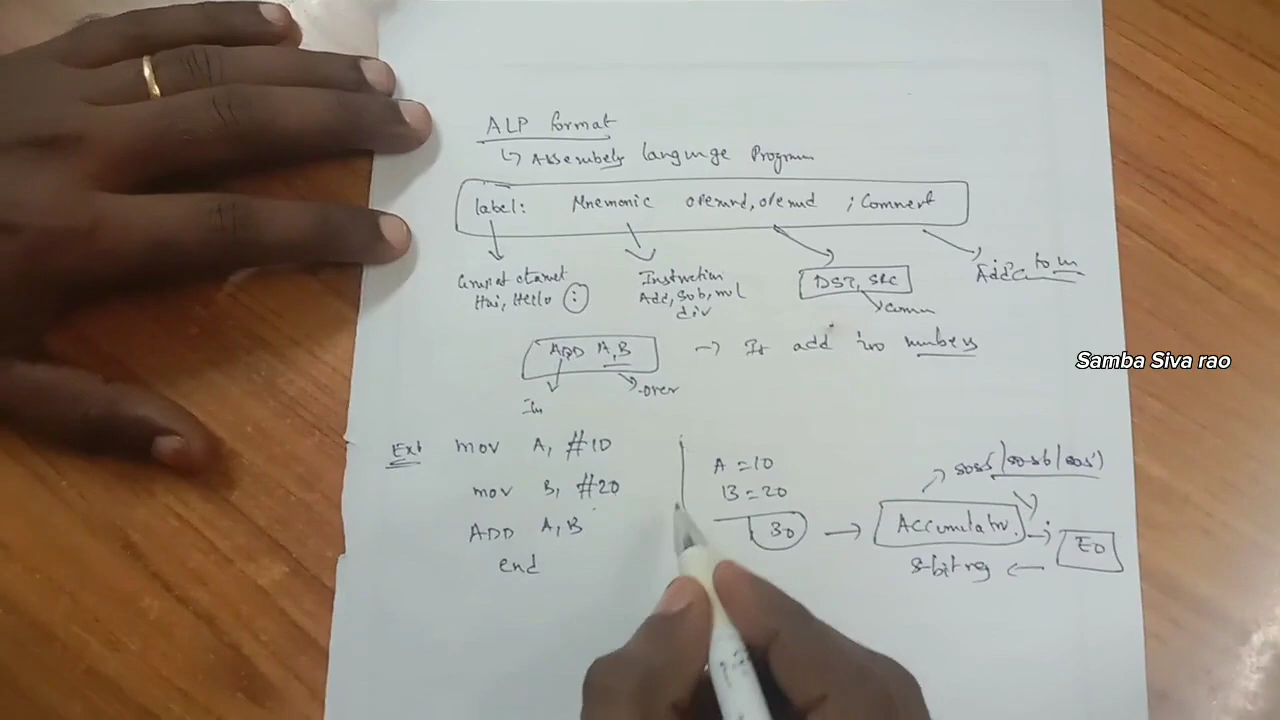 ALP format
↳ Assembely language Program
label: Mnemonic operand, operand ; Comment
Instruction
Add, Sub, mul
div
Hai, Hello :
DST, SRC
Add to
ADD A,B → It add two numbers
Ex:
mov A, #10
mov B, #20
ADD A,B
end
A = 10
B = 20
30 → Accumulator
8-bit reg
E0
Samba Siva rao